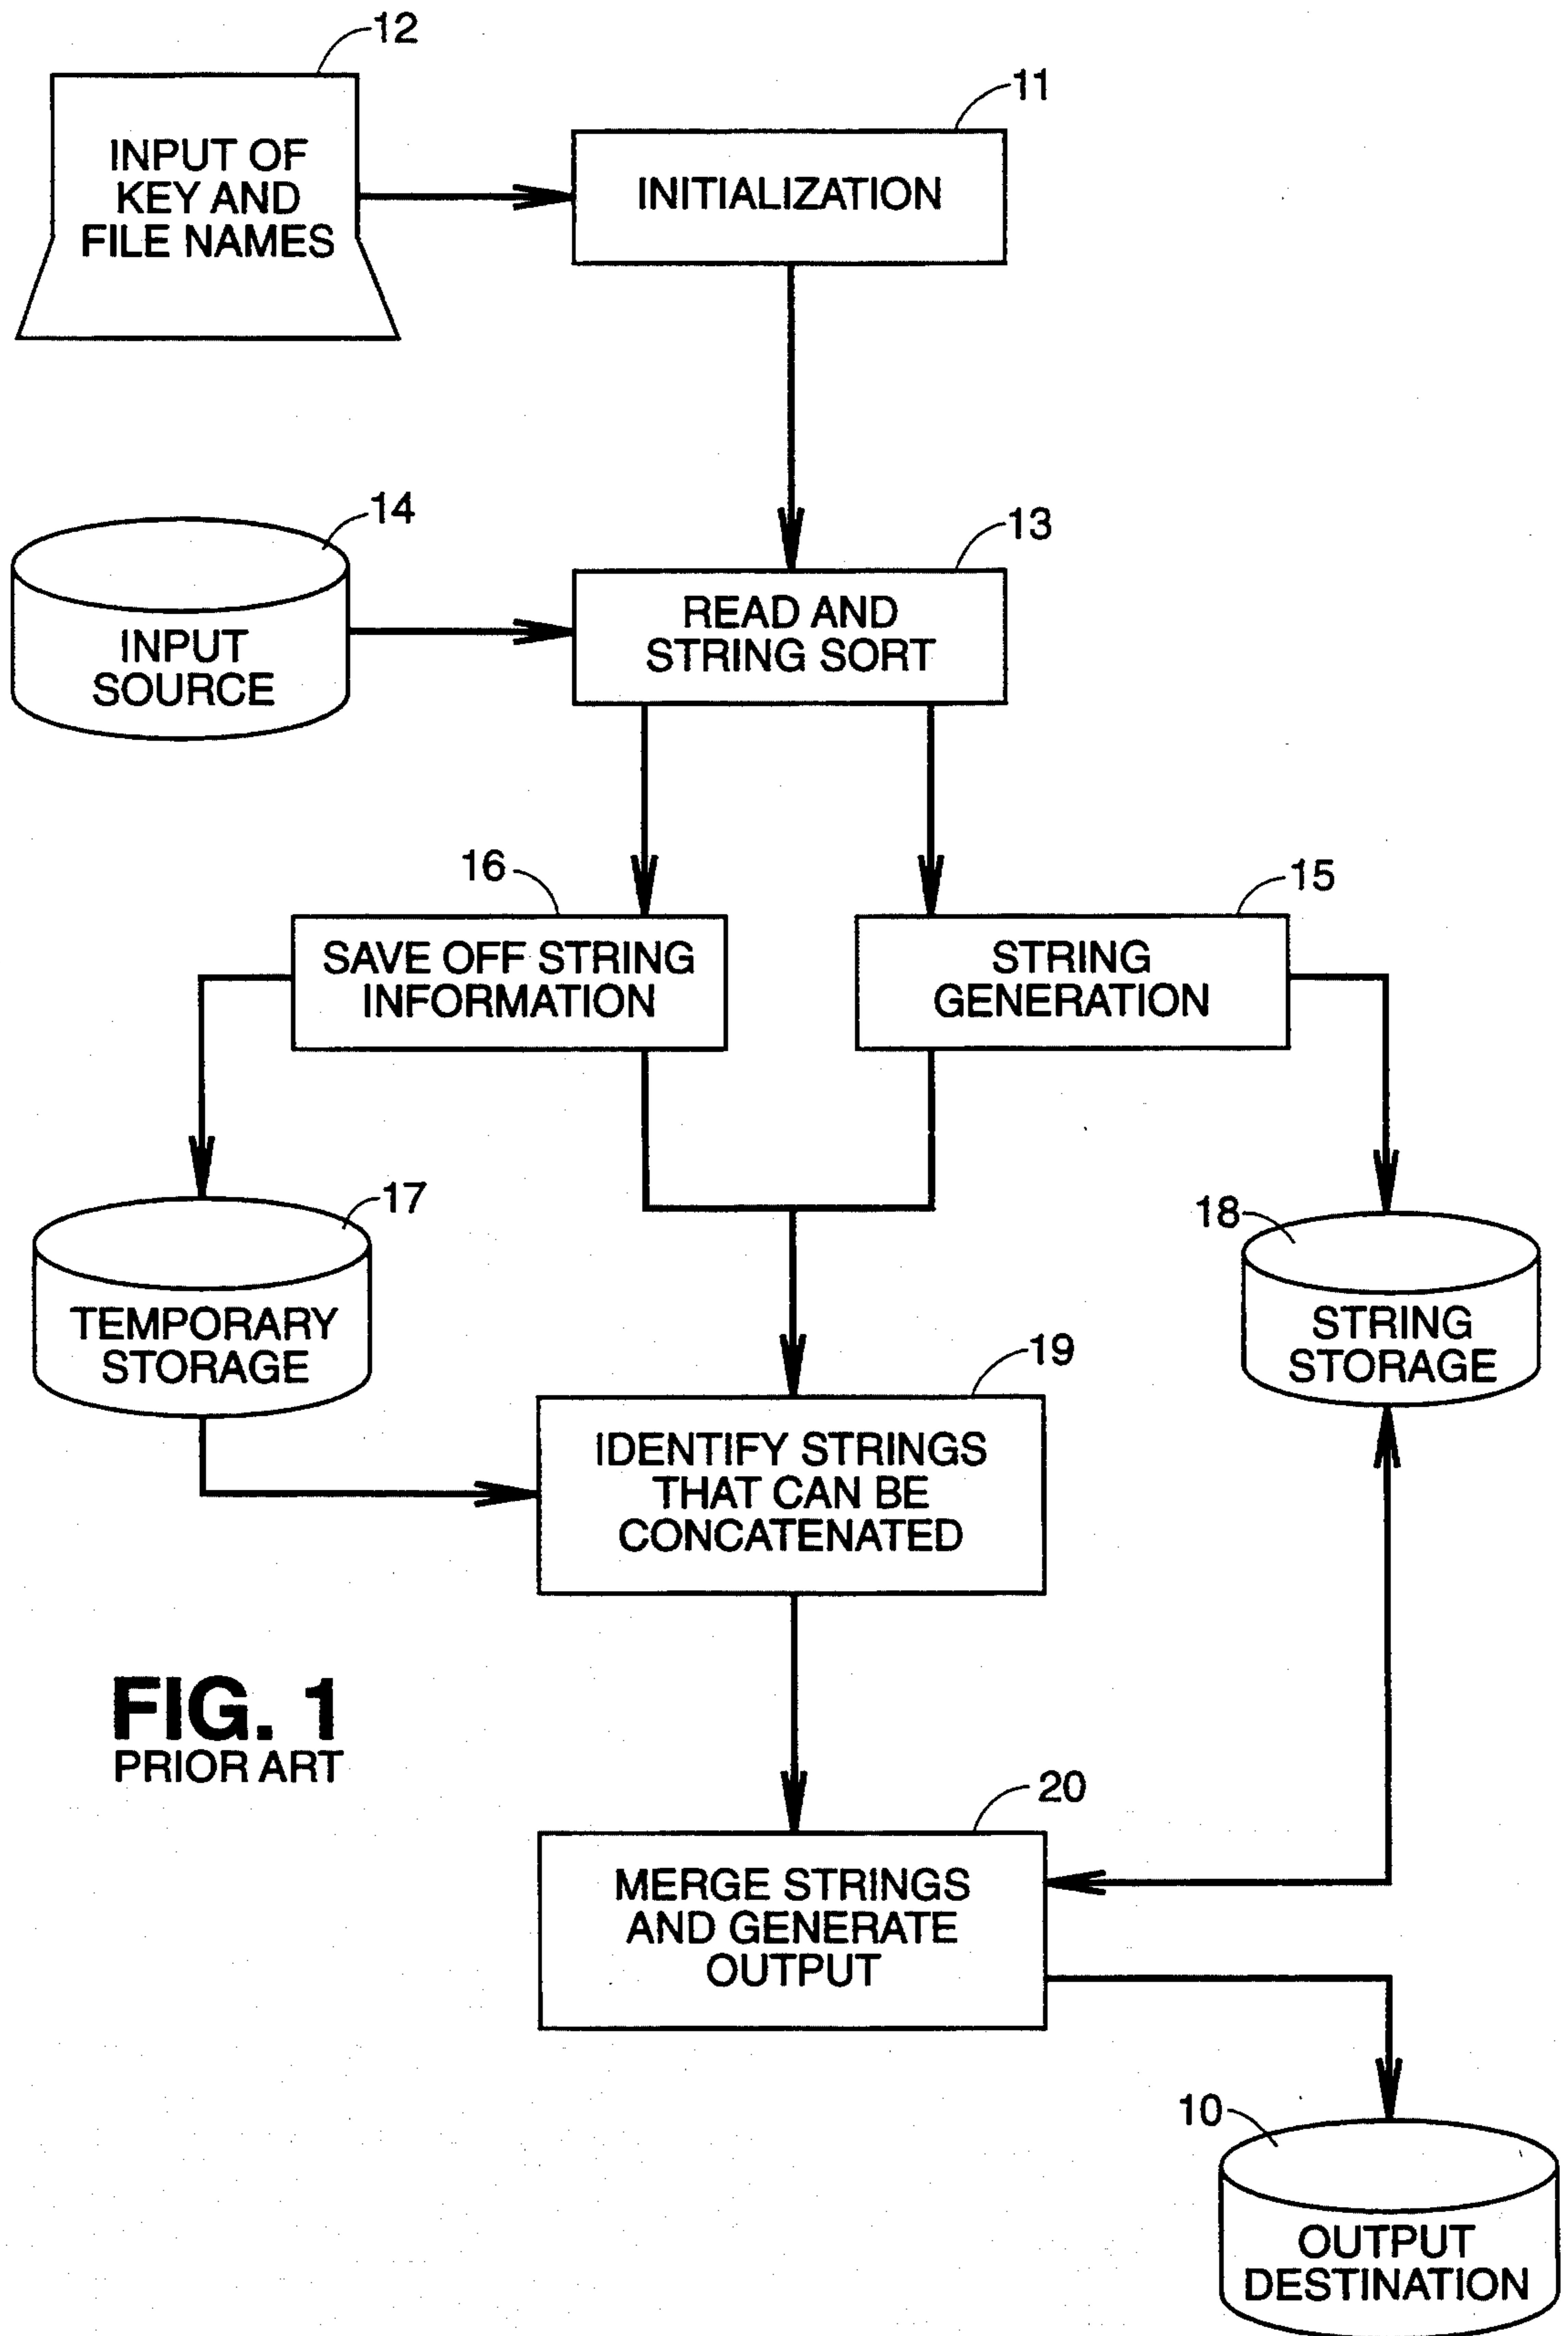 12
INPUT OF
KEY AND
FILE NAMES
11
INITIALIZATION
14
INPUT
SOURCE
13
READ AND
STRING SORT
16
SAVE OFF STRING
INFORMATION
15
STRING
GENERATION
17
TEMPORARY
STORAGE
18
STRING
STORAGE
19
IDENTIFY STRINGS
THAT CAN BE
CONCATENATED
FIG. 1
PRIOR ART
20
MERGE STRINGS
AND GENERATE
OUTPUT
10
OUTPUT
DESTINATION